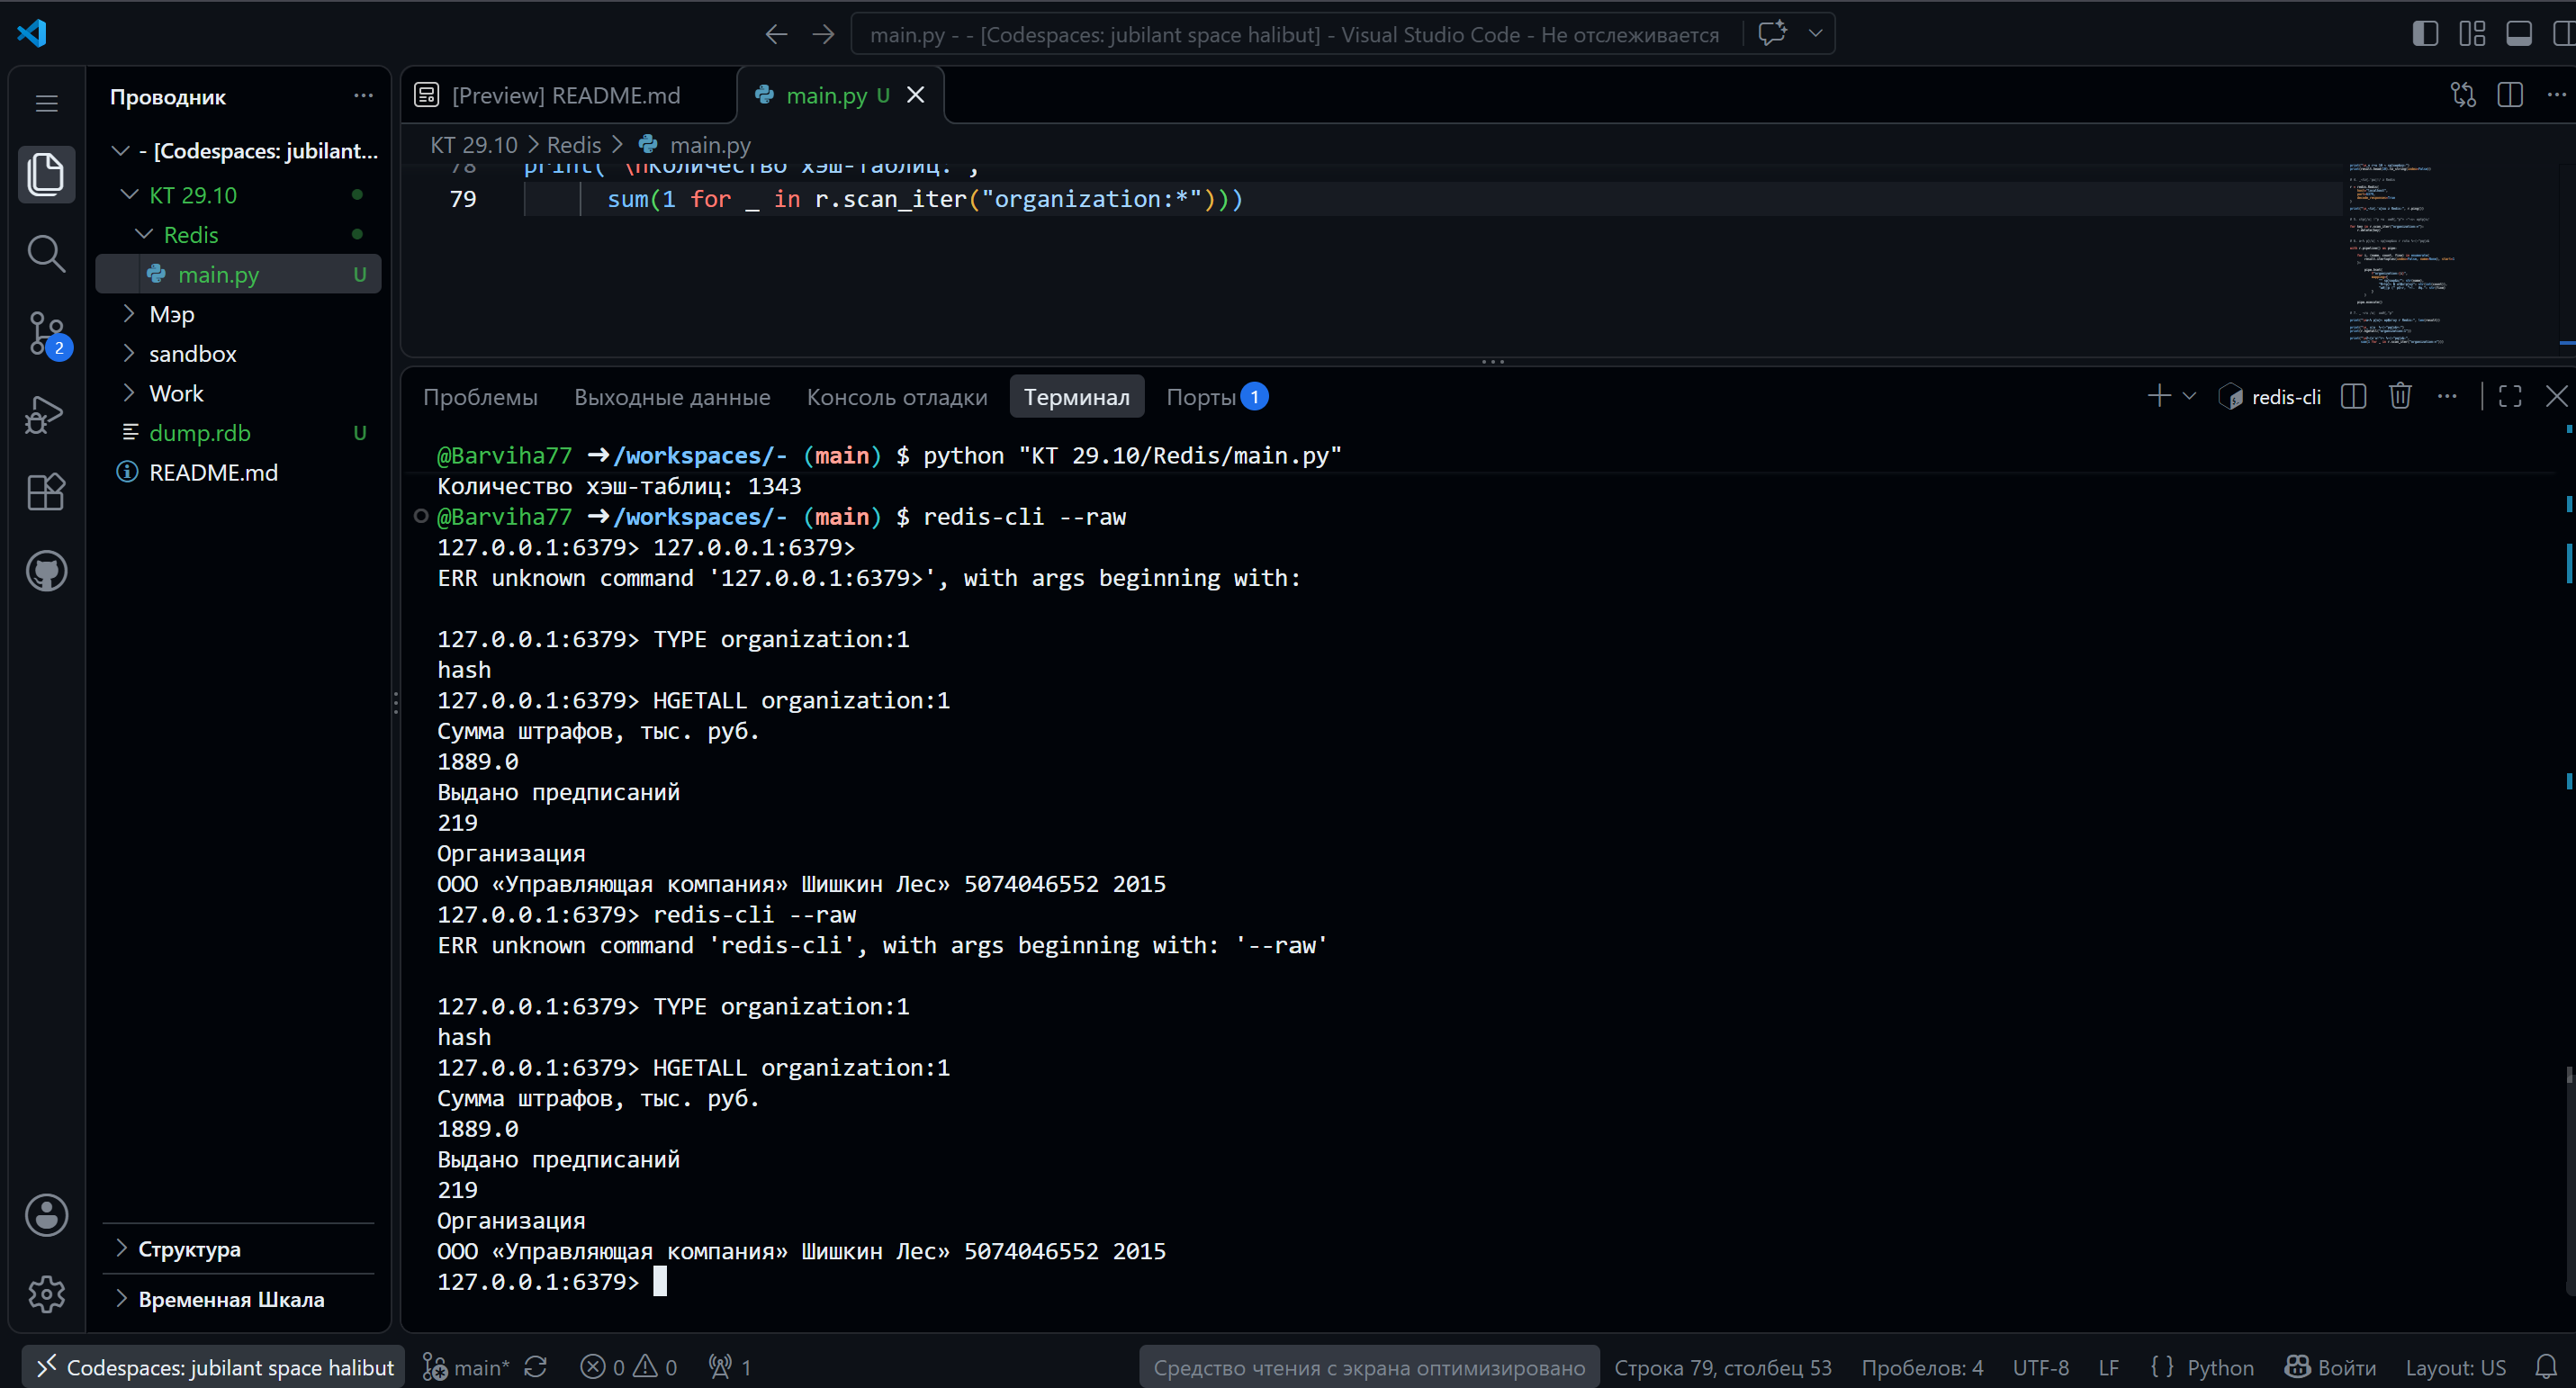 main.py - - [Codespaces: jubilant space halibut] - Visual Studio Code - Не отслеживается
Проводник
- [Codespaces: jubilant...
КТ 29.10
Redis
main.py U
Мэр
sandbox
Work
dump.rdb U
README.md
Структура
Временная Шкала
2
[Preview] README.md
main.py U
КТ 29.10 > Redis > main.py
78 print("\nКоличество хэш-таблиц:",
79 sum(1 for _ in r.scan_iter("organization:*")))
Проблемы Выходные данные Консоль отладки Терминал Порты 1
redis-cli
@Barviha77 ➜/workspaces/- (main) $ python "КТ 29.10/Redis/main.py"
Количество хэш-таблиц: 1343
@Barviha77 ➜/workspaces/- (main) $ redis-cli --raw
127.0.0.1:6379> 127.0.0.1:6379>
ERR unknown command '127.0.0.1:6379>', with args beginning with:
127.0.0.1:6379> TYPE organization:1
hash
127.0.0.1:6379> HGETALL organization:1
Сумма штрафов, тыс. руб.
1889.0
Выдано предписаний
219
Организация
ООО «Управляющая компания» Шишкин Лес» 5074046552 2015
127.0.0.1:6379> redis-cli --raw
ERR unknown command 'redis-cli', with args beginning with: '--raw'
127.0.0.1:6379> TYPE organization:1
hash
127.0.0.1:6379> HGETALL organization:1
Сумма штрафов, тыс. руб.
1889.0
Выдано предписаний
219
Организация
ООО «Управляющая компания» Шишкин Лес» 5074046552 2015
127.0.0.1:6379>
Codespaces: jubilant space halibut main* 0 0 1 Средство чтения с экрана оптимизировано Строка 79, столбец 53 Пробелов: 4 UTF-8 LF {} Python Войти Layout: US